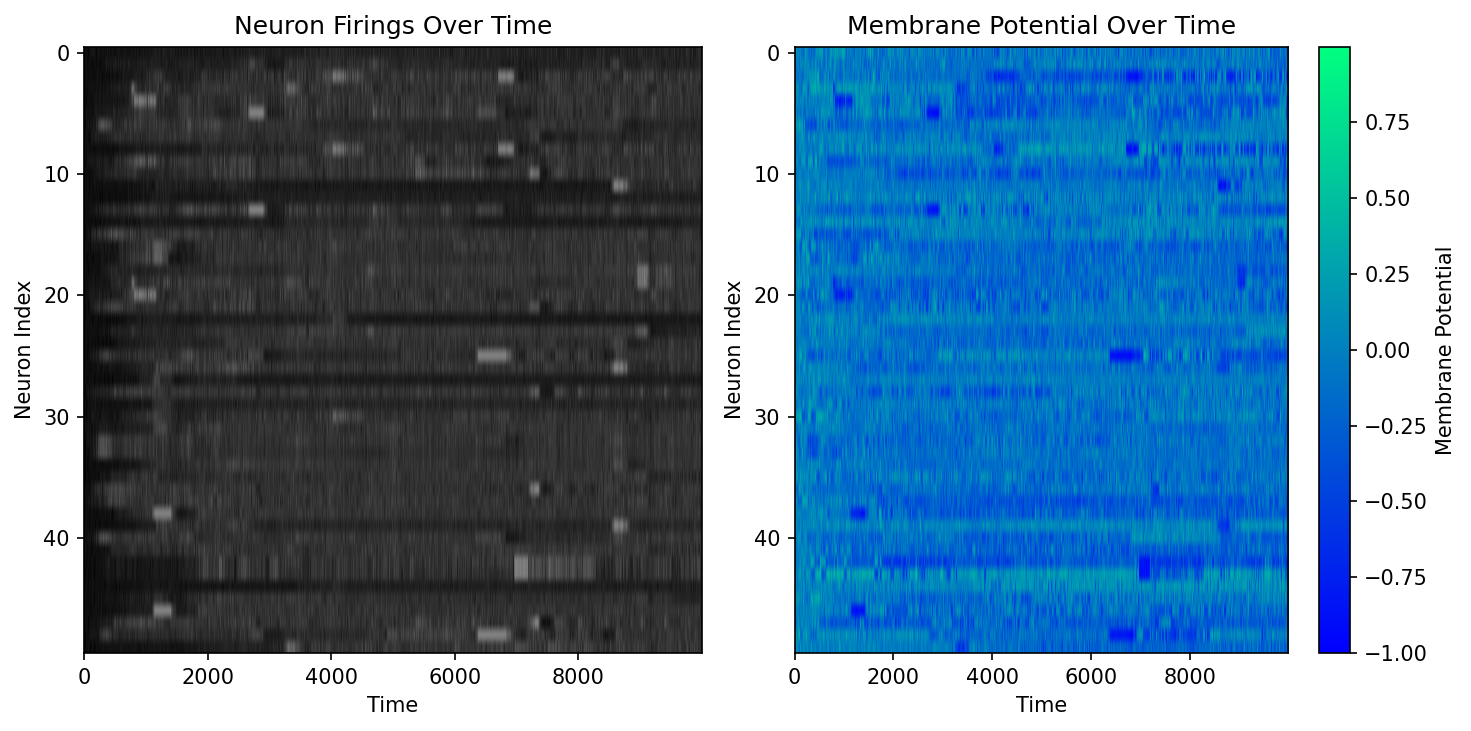 Neuron Firings Over Time
Neuron Index
0
10
20
30
40
0 2000 4000 6000 8000
Time
Membrane Potential Over Time
Neuron Index
0
10
20
30
40
0 2000 4000 6000 8000
Time
0.75
0.50
0.25
0.00
−0.25
−0.50
−0.75
−1.00
Membrane Potential